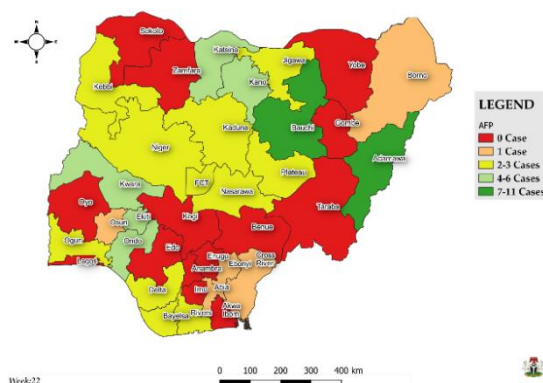 Sokoto
Katsina
Jigawa
Yobe
Borno
Zamfara
Kano
Kebbi
Kaduna
Bauchi
Gombe
Adamawa
Niger
Plateau
FCT
Nasarawa
Kwara
Taraba
Oyo
Kogi
Benue
Osun
Ekiti
Ondo
Edo
Ogun
Lagos
Enugu
Ebonyi
Cross
River
Anambra
Delta
Imo
Abia
Akwa
Ibom
Bayelsa
Rivers
LEGEND
AFP
0 Case
1 Case
2-3 Cases
4-6 Cases
7-11 Cases
Week:22
0 100 200 300 400 km